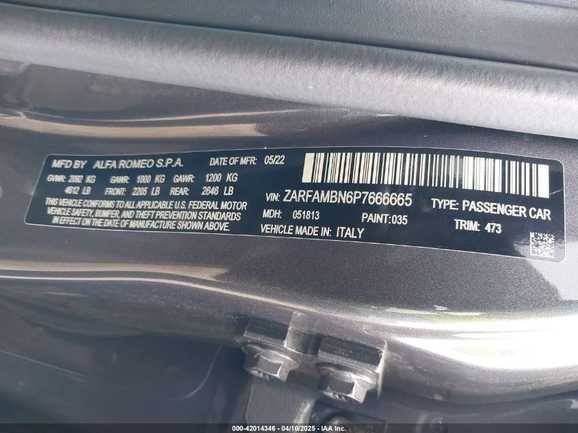 MFD BY ALFA ROMEO S.P.A. DATE OF MFR: 05/22
GVWR: 2092 KG GAWR: 1000 KG GAWR: 1200 KG
4612 LB FRONT: 2205 LB REAR: 2646 LB
THIS VEHICLE CONFORMS TO ALL APPLICABLE
U.S.A. FEDERAL MOTOR VEHICLE
SAFETY, BUMPER, AND THEFT PREVENTION STANDARDS
IN EFFECT ON THE DATE OF MANUFACTURE SHOWN ABOVE.
VIN: ZARFAMBN6P7666665 TYPE: PASSENGER CAR
MDH: 051813 PAINT: 035 TRIM: 473
VEHICLE MADE IN: ITALY
000-42014346 - 04/10/2025 - IAAI.COM